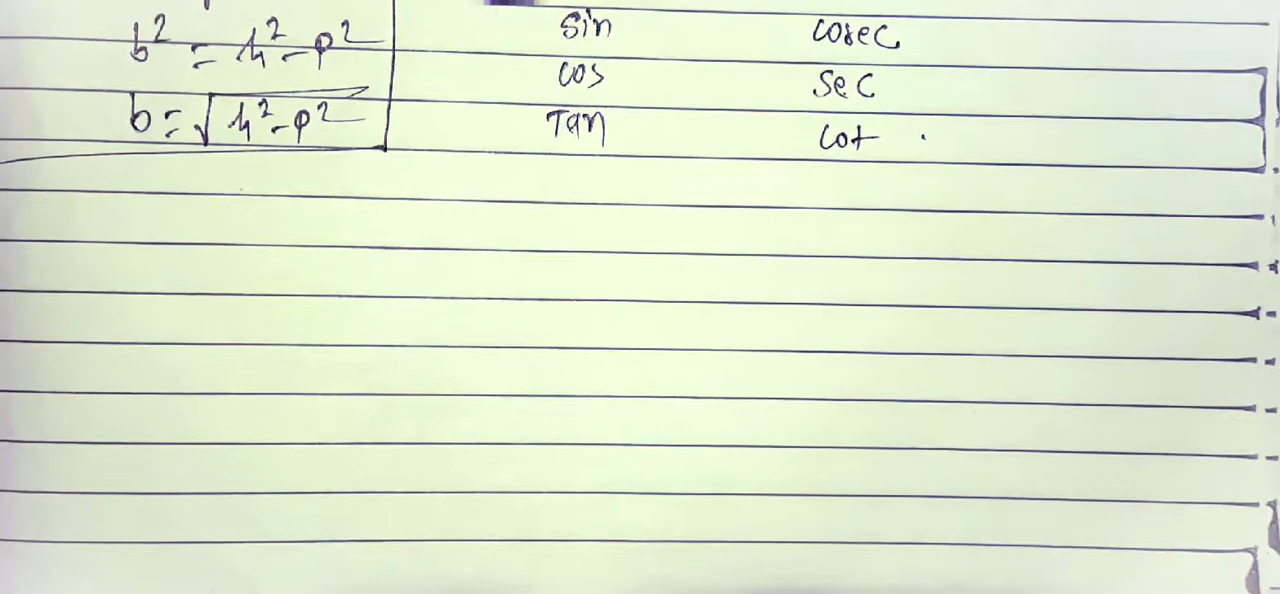 b² = h² - p²
b = √h² - p²
sin cosec
cos sec
Tan cot